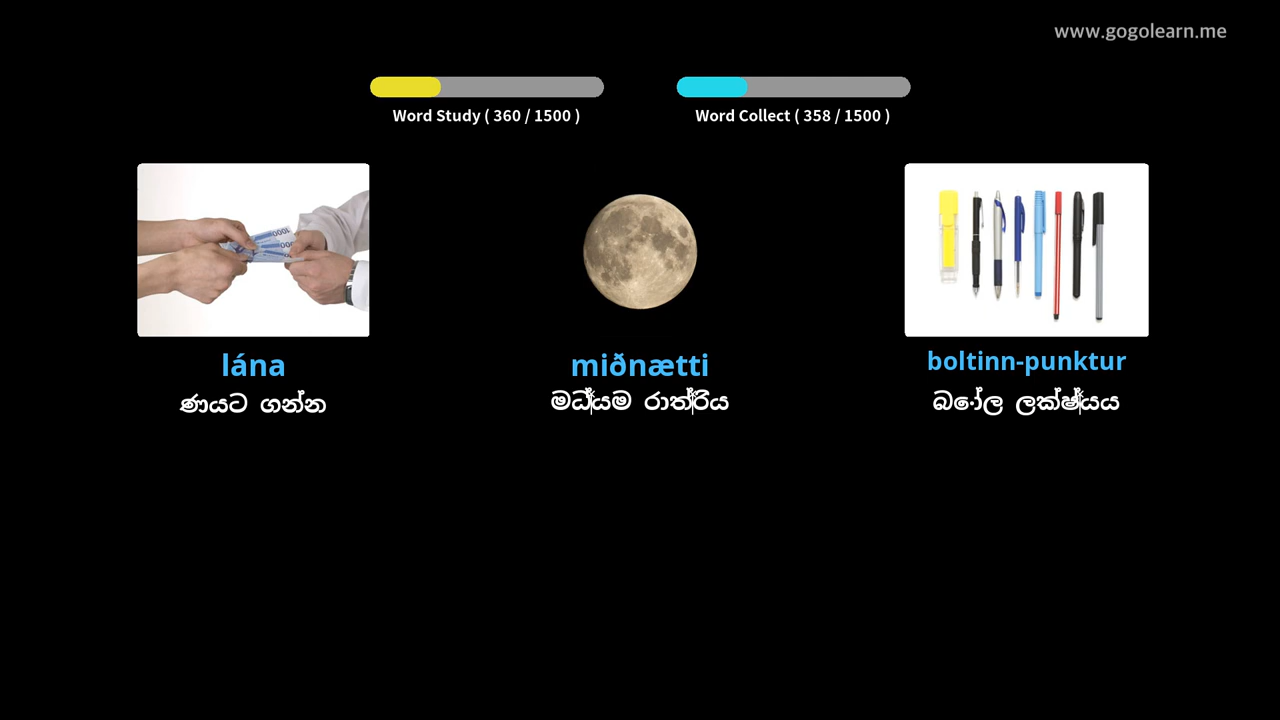 www.gogolearn.me
Word Study ( 360 / 1500 )
Word Collect ( 358 / 1500 )
lána
miðnætti
boltinn-punktur
ණයට ගන්න
මධ්‍යම රාත්‍රිය
බෝල ලක්ෂ්‍යය